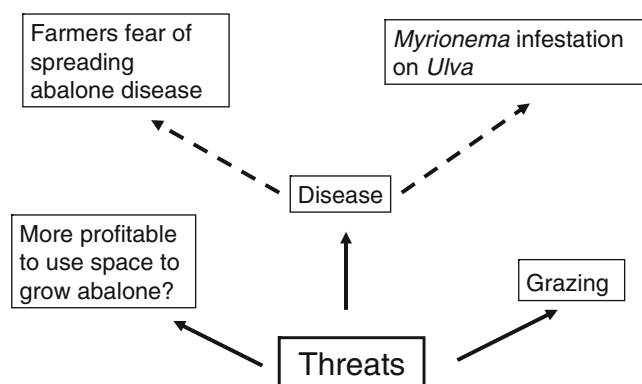 Farmers fear of
spreading
abalone disease
Myrionema infestation
on Ulva
Disease
More profitable
to use space to
grow abalone?
Grazing
Threats